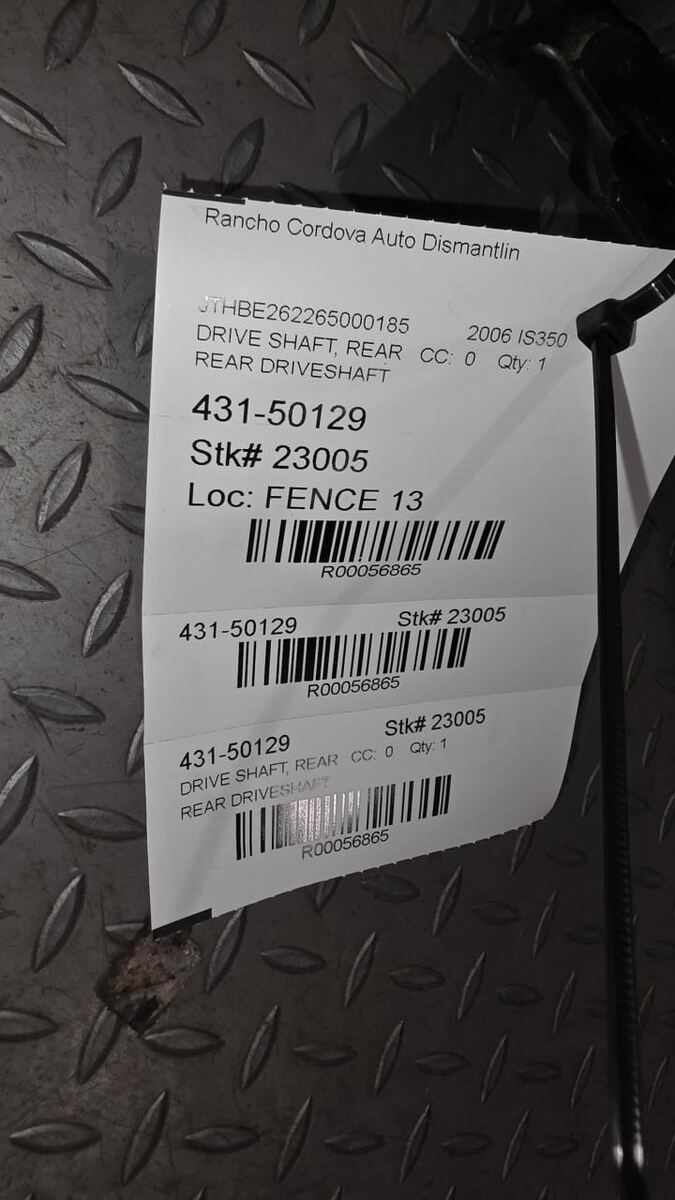 Rancho Cordova Auto Dismantlin
JTHBE262265000185 2006 IS350
DRIVE SHAFT, REAR CC: 0 Qty: 1
REAR DRIVESHAFT
431-50129
Stk# 23005
Loc: FENCE 13
R00056865
431-50129 Stk# 23005
R00056865
431-50129 Stk# 23005
DRIVE SHAFT, REAR CC: 0 Qty: 1
REAR DRIVESHAFT
R00056865